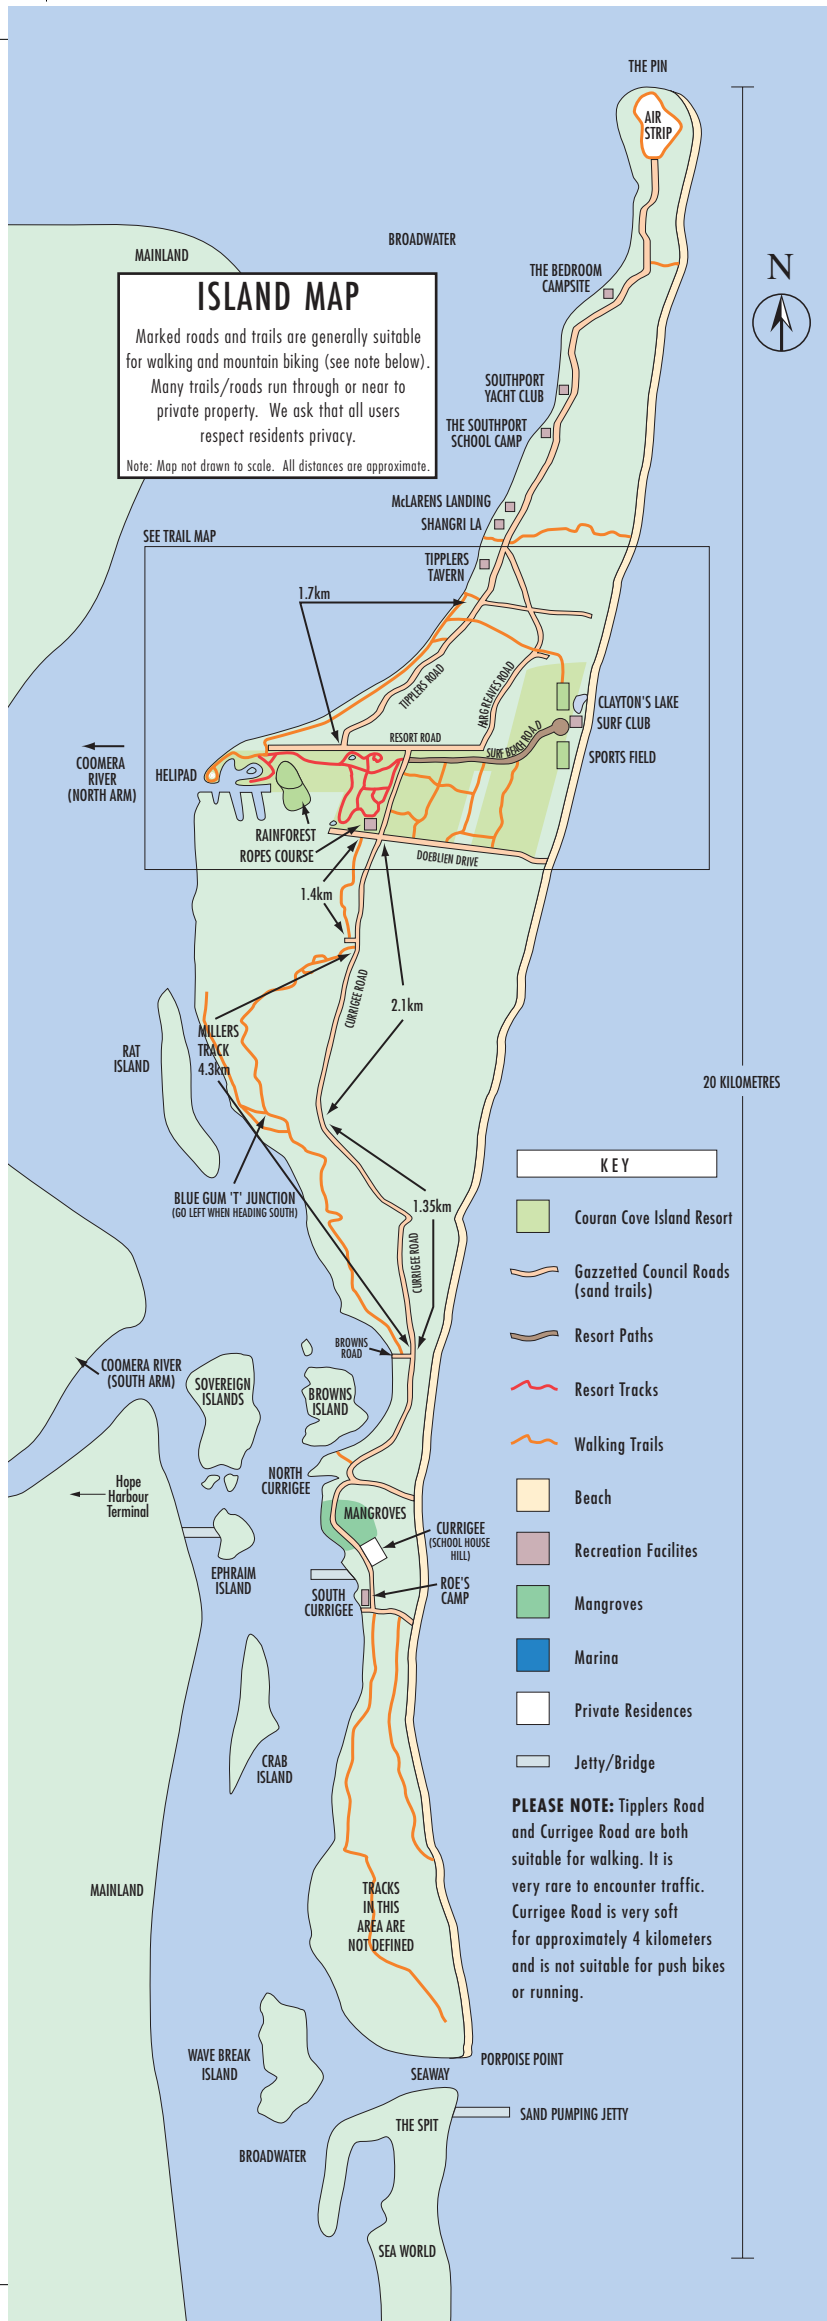 THE PIN
AIR
STRIP
BROADWATER
MAINLAND
N
THE BEDROOM
CAMPSITE
ISLAND MAP
Marked roads and trails are generally suitable
for walking and mountain biking (see note below).
Many trails/roads run through or near to
private property. We ask that all users
respect residents privacy.
Note: Map not drawn to scale. All distances are approximate.
SOUTHPORT
YACHT CLUB
THE SOUTHPORT
SCHOOL CAMP
McLARENS LANDING
SHANGRI LA
SEE TRAIL MAP
TIPPLERS
TAVERN
1.7km
TIPPLERS ROAD
HARGREAVES ROAD
CLAYTON'S LAKE
SURF CLUB
RESORT ROAD
SURF BEACH ROAD
SPORTS FIELD
COOMERA
RIVER
(NORTH ARM)
HELIPAD
RAINFOREST
ROPES COURSE
DOEBLIEN DRIVE
1.4km
CURRIGEE ROAD
2.1km
MILLERS
TRACK
4.3km
RAT
ISLAND
20 KILOMETRES
BLUE GUM 'T' JUNCTION
(GO LEFT WHEN HEADING SOUTH)
1.35km
CURRIGEE ROAD
BROWNS
ROAD
COOMERA RIVER
(SOUTH ARM)
SOVEREIGN
ISLANDS
BROWNS
ISLAND
NORTH
CURRIGEE
Hope
Harbour
Terminal
MANGROVES
CURRIGEE
(SCHOOL HOUSE
HILL)
EPHRAIM
ISLAND
SOUTH
CURRIGEE
ROE'S
CAMP
CRAB
ISLAND
MAINLAND
TRACKS
IN THIS
AREA ARE
NOT DEFINED
WAVE BREAK
ISLAND
SEAWAY
PORPOISE POINT
THE SPIT
SAND PUMPING JETTY
BROADWATER
SEA WORLD
KEY
Couran Cove Island Resort
Gazzetted Council Roads
(sand trails)
Resort Paths
Resort Tracks
Walking Trails
Beach
Recreation Facilites
Mangroves
Marina
Private Residences
Jetty/Bridge
PLEASE NOTE: Tipplers Road
and Currigee Road are both
suitable for walking. It is
very rare to encounter traffic.
Currigee Road is very soft
for approximately 4 kilometers
and is not suitable for push bikes
or running.